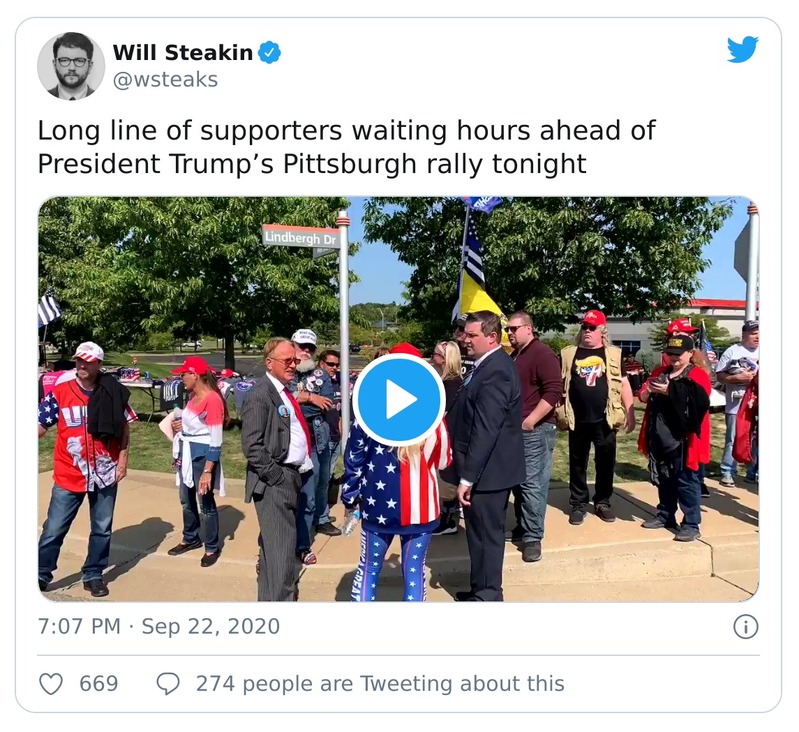 Will Steakin
@wsteaks
Long line of supporters waiting hours ahead of
President Trump’s Pittsburgh rally tonight
Lindbergh Dr
7:07 PM · Sep 22, 2020
669
274 people are Tweeting about this